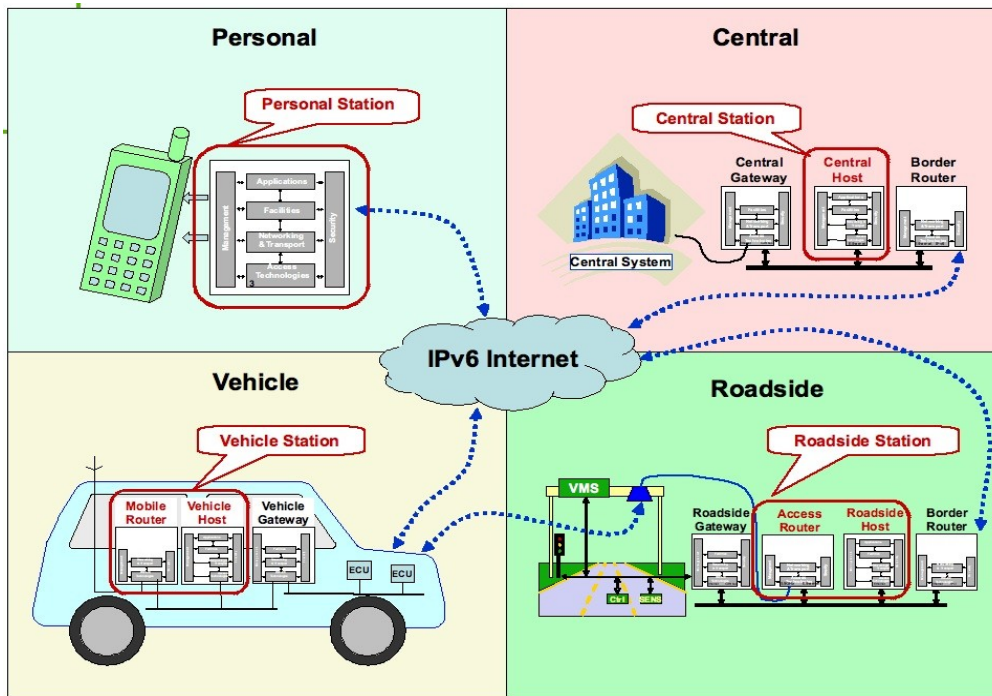 Personal
Personal Station
Applications
Facilities
Networking
& Transport
Access
Technologies
3
Management
Security
Central
Central Station
Central
Gateway
Central
Host
Border
Router
Central System
IPv6 Internet
Vehicle
Vehicle Station
Mobile
Router
Vehicle
Host
Vehicle
Gateway
ECU
ECU
Roadside
Roadside Station
VMS
Roadside
Gateway
Access
Router
Roadside
Host
Border
Router
Ctrl
SENS